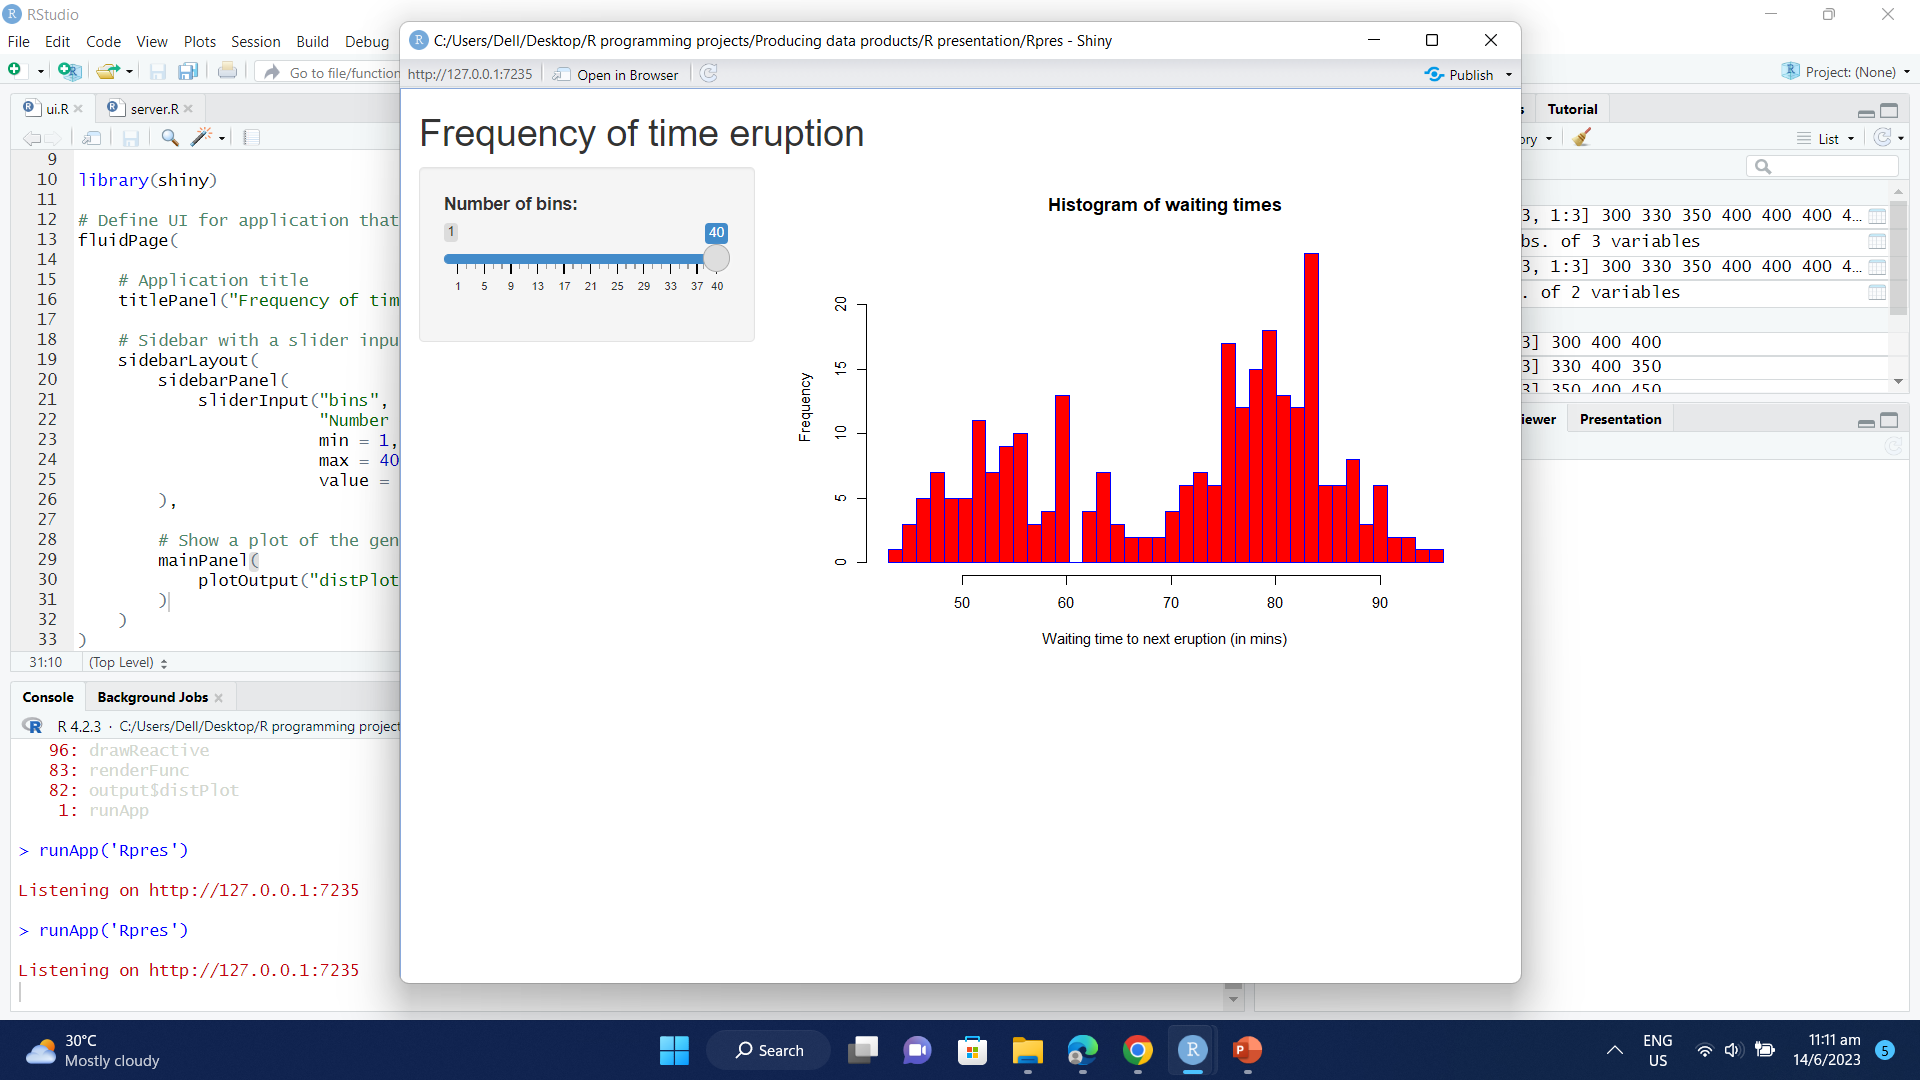 RStudio
File Edit Code View Plots Session Build Debug
Go to file/function
Project: (None)
ui.R
server.R
9
10 library(shiny)
11
12 # Define UI for application that
13 fluidPage(
14
15 # Application title
16 titlePanel("Frequency of tim
17
18 # Sidebar with a slider inpu
19 sidebarLayout(
20 sidebarPanel(
21 sliderInput("bins",
22 "Number
23 min = 1,
24 max = 40
25 value =
26 ),
27
28 # Show a plot of the gen
29 mainPanel(
30 plotOutput("distPlot
31 )
32 )
33 )
31:10 (Top Level)
Console Background Jobs
R 4.2.3 · C:/Users/Dell/Desktop/R programming project
96: drawReactive
83: renderFunc
82: output$distPlot
1: runApp
> runApp('Rpres')
Listening on http://127.0.0.1:7235
> runApp('Rpres')
Listening on http://127.0.0.1:7235
C:/Users/Dell/Desktop/R programming projects/Producing data products/R presentation/Rpres - Shiny
http://127.0.0.1:7235 Open in Browser Publish
Frequency of time eruption
Number of bins:
1 40
1 5 9 13 17 21 25 29 33 37 40
Histogram of waiting times
Frequency
0 5 10 15 20
50 60 70 80 90
Waiting time to next eruption (in mins)
s Tutorial
ory List
3, 1:3] 300 330 350 400 400 400 4...
bs. of 3 variables
3, 1:3] 300 330 350 400 400 400 4...
. of 2 variables
3] 300 400 400
3] 330 400 350
3] 350 400 450
iewer Presentation
30°C
Mostly cloudy
Search
ENG
US
11:11 am
14/6/2023
5